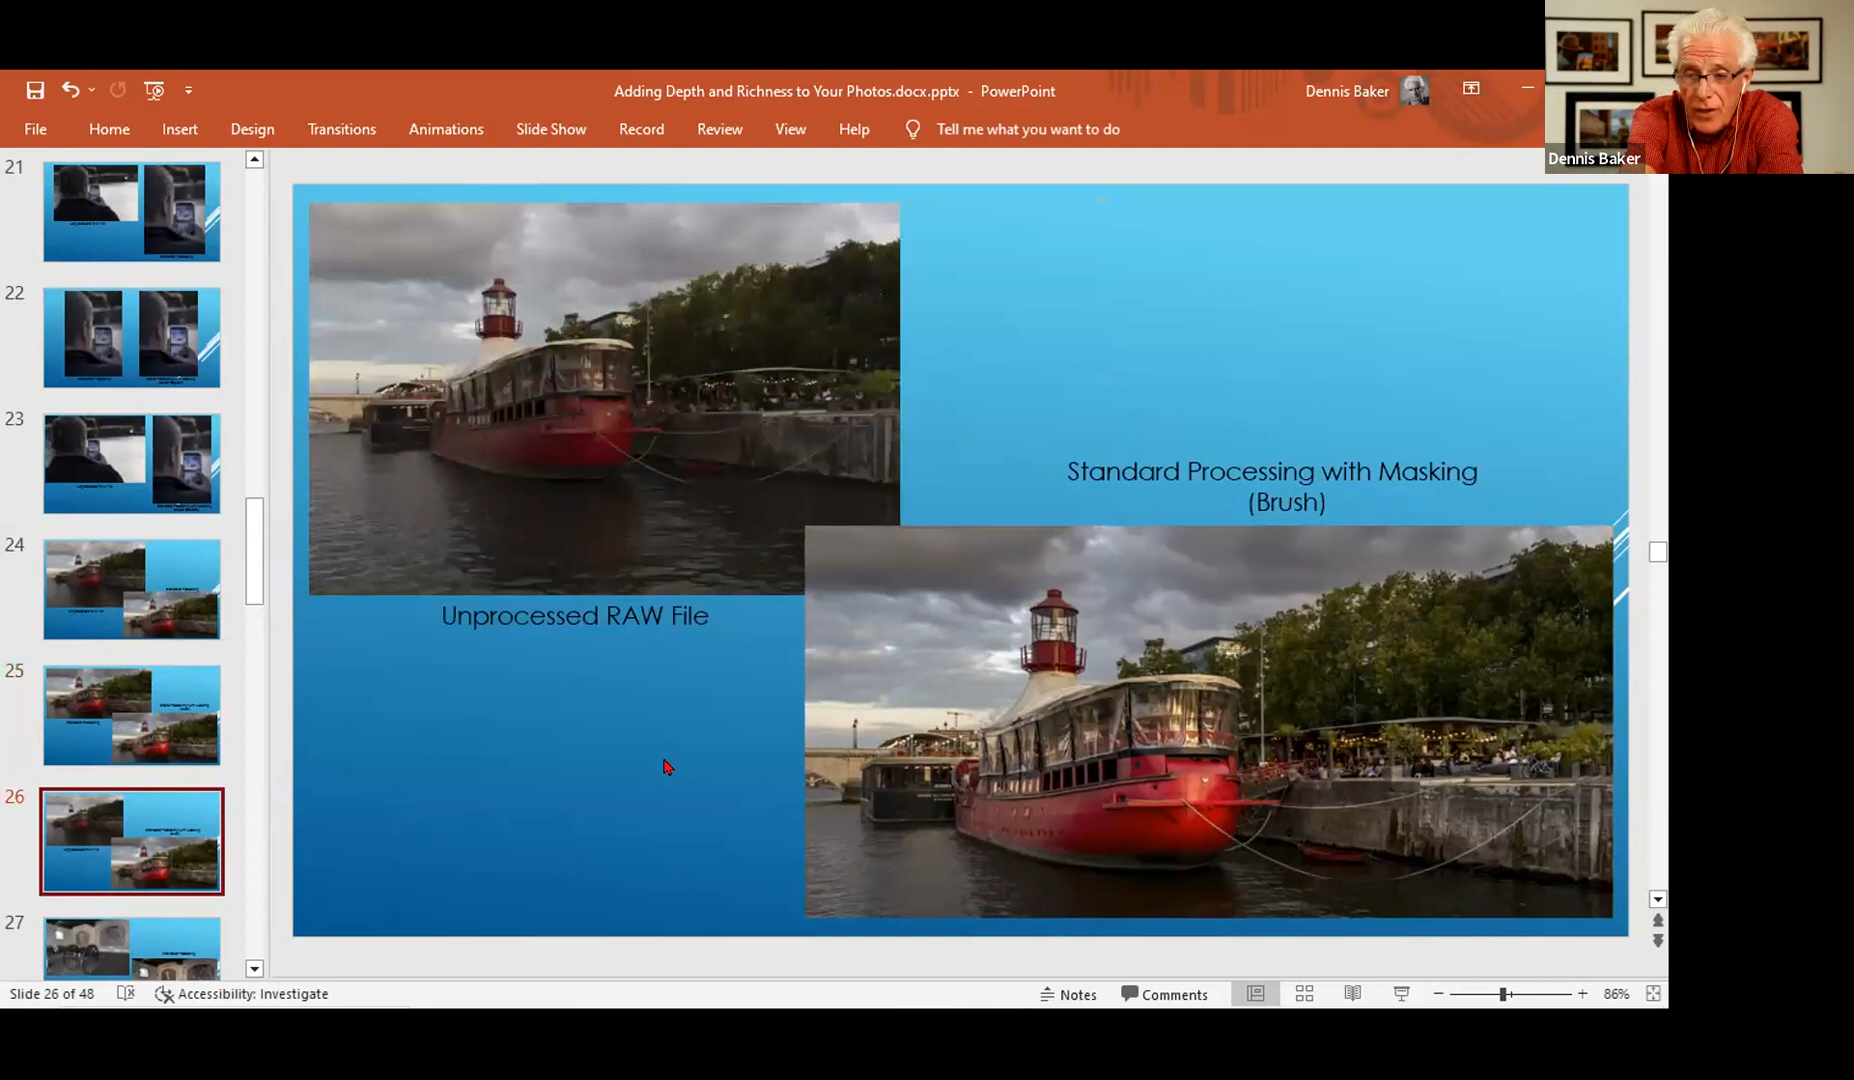 Adding Depth and Richness to Your Photos.docx.pptx - PowerPoint
Dennis Baker
File Home Insert Design Transitions Animations Slide Show Record Review View Help Tell me what you want to do
Dennis Baker
21
22
23
24
25
26
27
Standard Processing with Masking
(Brush)
Unprocessed RAW File
Slide 26 of 48
Accessibility: Investigate
Notes
Comments
86%